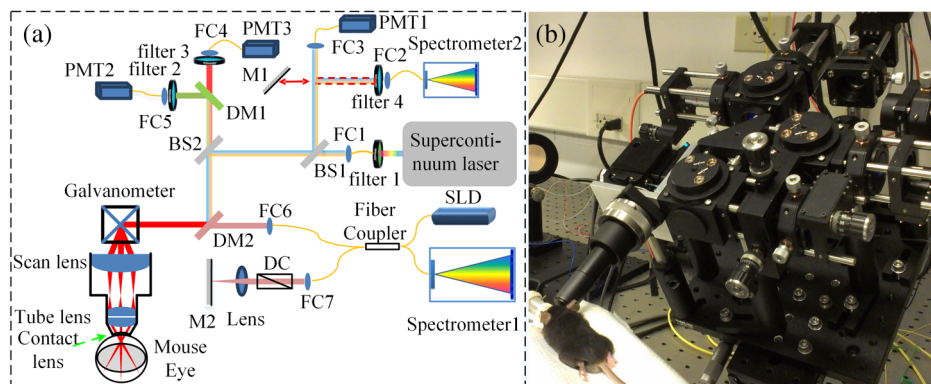 (a)
FC4
PMT3
PMT1
FC3
FC2
Spectrometer2
filter 3
filter 2
PMT2
M1
filter 4
FC5
DM1
BS2
FC1
BS1
filter 1
Superconti-
nuum laser
Galvanometer
DM2
FC6
SLD
Fiber
Coupler
Scan lens
DC
M2
Lens
FC7
Spectrometer1
Tube lens
Contact
lens
Mouse
Eye
(b)